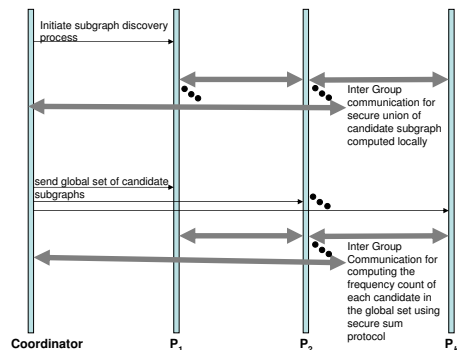 Initiate subgraph discovery
process
Inter Group
communication for
secure union of
candidate subgraph
computed locally
send global set of candidate
subgraphs
Inter Group
Communication for
computing the
frequency count of
each candidate in
the global set using
secure sum
protocol
Coordinator P1 P2 Pk